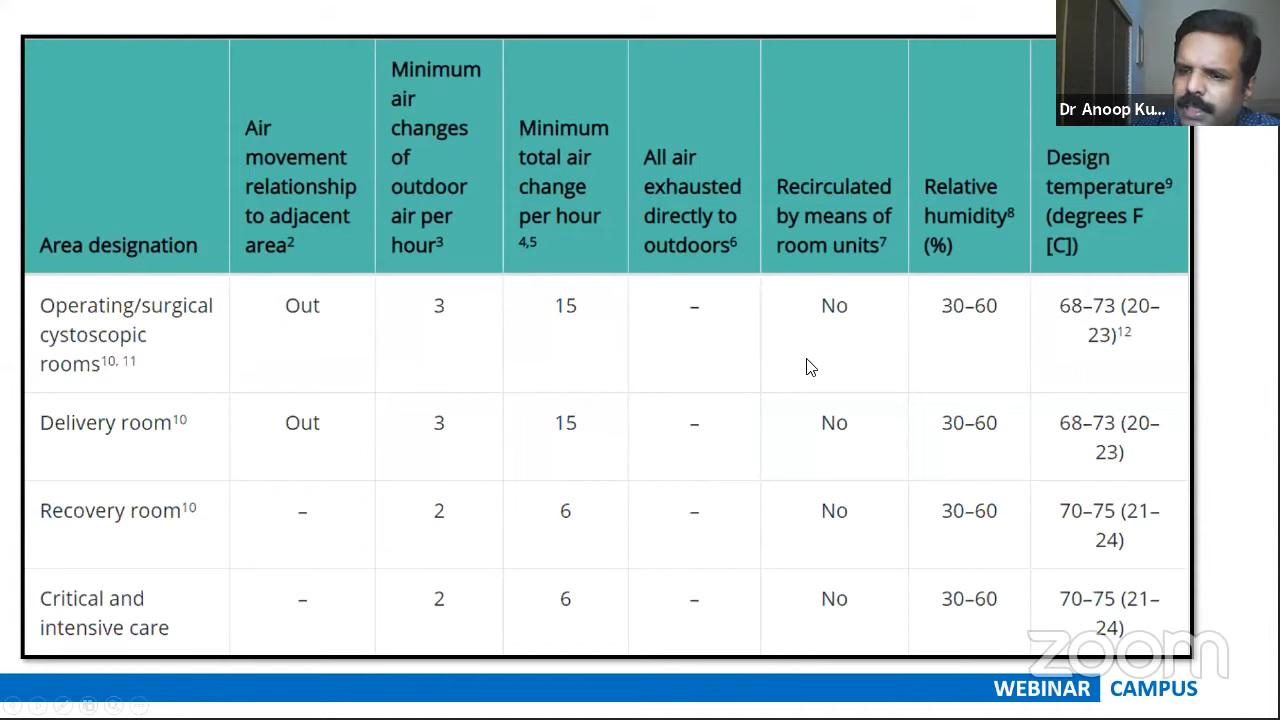 Dr Anoop Ku...
Area designation
Air
movement
relationship
to adjacent
area²
Minimum
air
changes
of
outdoor
air per
hour³
Minimum
total air
change
per hour
4,5
All air
exhausted
directly to
outdoors⁶
Recirculated
by means of
room units⁷
Relative
humidity⁸
(%)
Design
temperature⁹
(degrees F
[C])
Operating/surgical
cystoscopic
rooms¹⁰, ¹¹
Out
3
15
–
No
30–60
68–73 (20–
23)¹²
Delivery room¹⁰
Out
3
15
–
No
30–60
68–73 (20–
23)
Recovery room¹⁰
–
2
6
–
No
30–60
70–75 (21–
24)
Critical and
intensive care
–
2
6
–
No
30–60
70–75 (21–
24)
zoom
WEBINAR CAMPUS